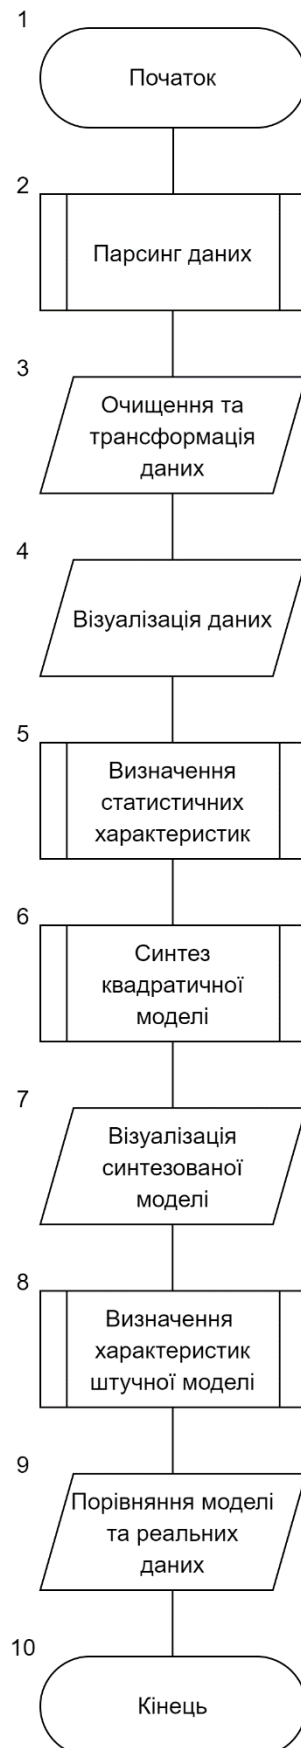 1
Початок
2
Парсинг даних
3
Очищення та
трансформація
даних
4
Візуалізація даних
5
Визначення
статистичних
характеристик
6
Синтез
квадратичної
моделі
7
Візуалізація
синтезованої
моделі
8
Визначення
характеристик
штучної моделі
9
Порівняння моделі
та реальних
даних
10
Кінець